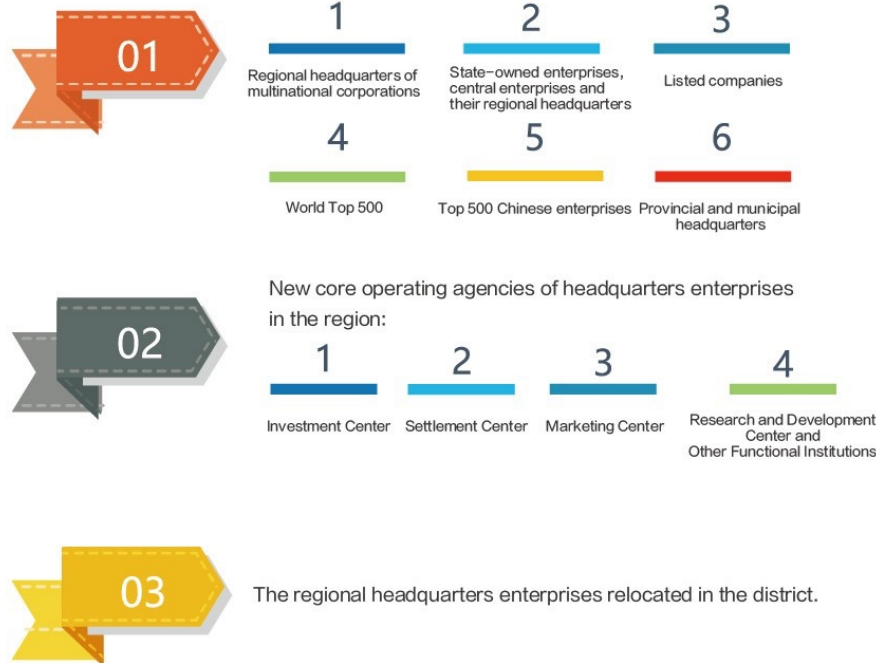 01
1
2
3
Regional headquarters of
multinational corporations
State-owned enterprises,
central enterprises and
their regional headquarters
Listed companies
4
5
6
World Top 500
Top 500 Chinese enterprises
Provincial and municipal
headquarters
02
New core operating agencies of headquarters enterprises
in the region:
1
2
3
4
Investment Center
Settlement Center
Marketing Center
Research and Development
Center and
Other Functional Institutions
03
The regional headquarters enterprises relocated in the district.